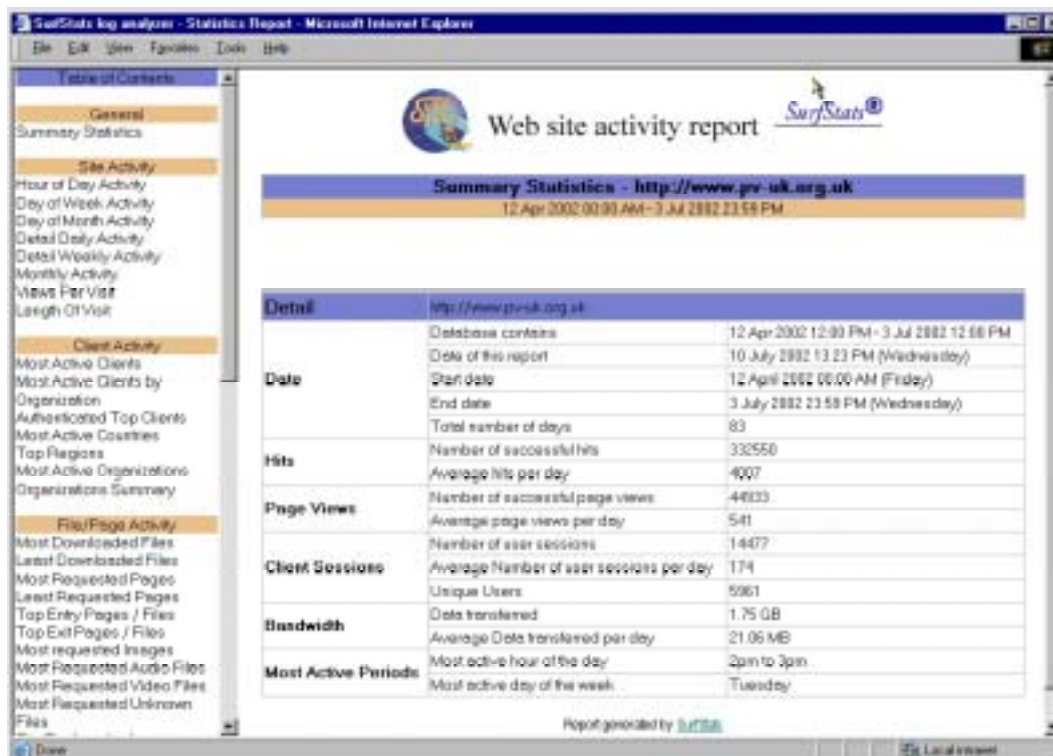 SurfStats log analyzer - Statistics Report - Microsoft Internet Explorer
File Edit View Favorites Tools Help
Table of Contents
General
Summary Statistics
Site Activity
Hour of Day Activity
Day of Week Activity
Day of Month Activity
Detail Daily Activity
Detail Weekly Activity
Monthly Activity
Views Per Visit
Length Of Visit
Client Activity
Most Active Clients
Most Active Clients by
Organization
Authenticated Top Clients
Most Active Countries
Top Regions
Most Active Organizations
Organizations Summary
File/Page Activity
Most Downloaded Files
Least Downloaded Files
Most Requested Pages
Least Requested Pages
Top Entry Pages / Files
Top Exit Pages / Files
Most requested Images
Most Requested Audio Files
Most Requested Video Files
Most Requested Unknown
Files
Web site activity report SurfStats®
Summary Statistics - http://www.pv-uk.org.uk
12 Apr 2002 00:00 AM - 3 Jul 2002 23:59 PM
Detail http://www.pv-uk.org.uk
Date
Database contains 12 Apr 2002 12:00 PM - 3 Jul 2002 12:00 PM
Date of this report 10 July 2002 13:23 PM (Wednesday)
Start date 12 April 2002 00:00 AM (Friday)
End date 3 July 2002 23:59 PM (Wednesday)
Total number of days 83
Hits
Number of successful hits 332550
Average hits per day 4007
Page Views
Number of successful page views 44933
Average page views per day 541
Client Sessions
Number of user sessions 14477
Average Number of user sessions per day 174
Unique Users 5961
Bandwidth
Data transferred 1.75 GB
Average Data transferred per day 21.06 MB
Most Active Periods
Most active hour of the day 2pm to 3pm
Most active day of the week Tuesday
Report generated by SurfStats
Done
Local intranet